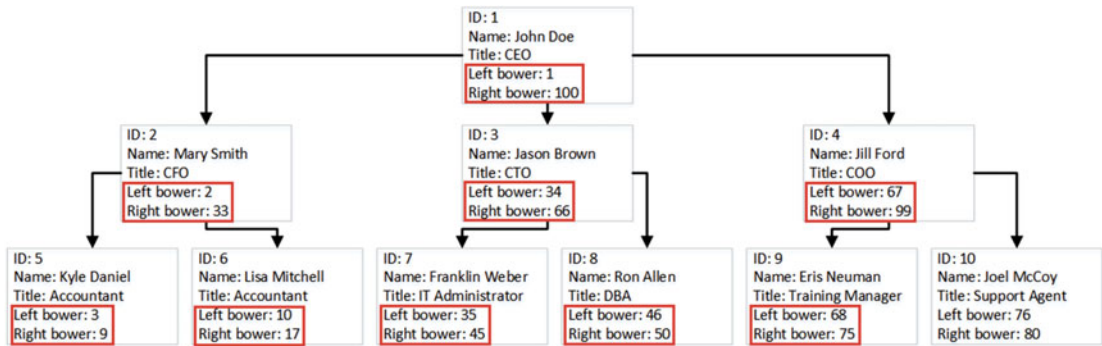 ID: 1
Name: John Doe
Title: CEO
Left bower: 1
Right bower: 100
ID: 2
Name: Mary Smith
Title: CFO
Left bower: 2
Right bower: 33
ID: 3
Name: Jason Brown
Title: CTO
Left bower: 34
Right bower: 66
ID: 4
Name: Jill Ford
Title: COO
Left bower: 67
Right bower: 99
ID: 5
Name: Kyle Daniel
Title: Accountant
Left bower: 3
Right bower: 9
ID: 6
Name: Lisa Mitchell
Title: Accountant
Left bower: 10
Right bower: 17
ID: 7
Name: Franklin Weber
Title: IT Administrator
Left bower: 35
Right bower: 45
ID: 8
Name: Ron Allen
Title: DBA
Left bower: 46
Right bower: 50
ID: 9
Name: Eris Neuman
Title: Training Manager
Left bower: 68
Right bower: 75
ID: 10
Name: Joel McCoy
Title: Support Agent
Left bower: 76
Right bower: 80